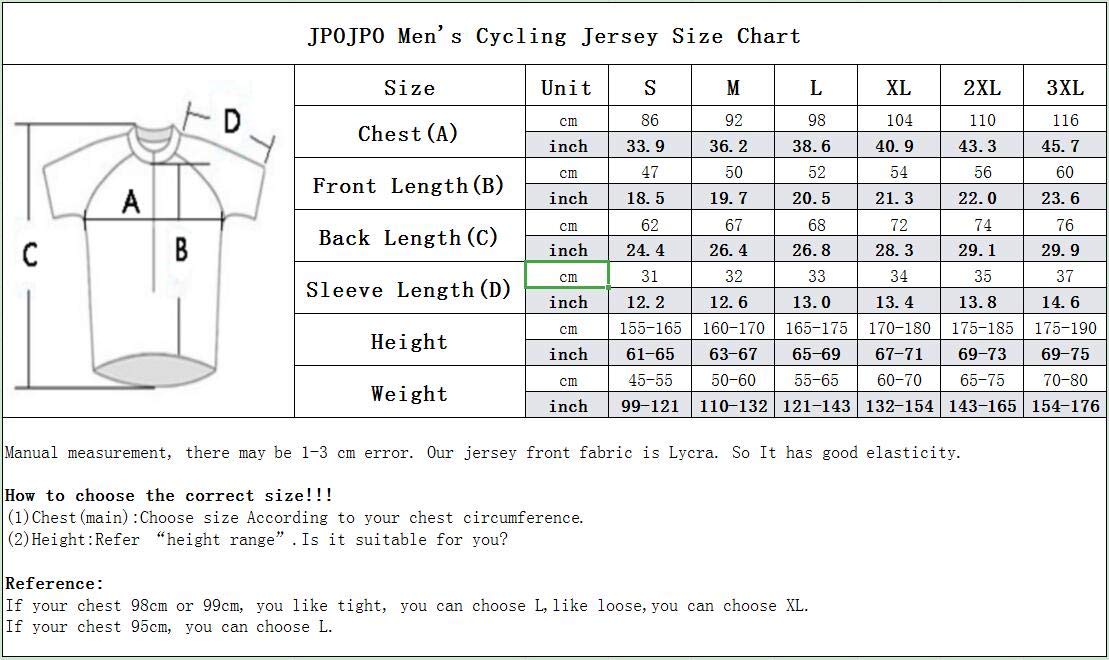 JPOJPO Men's Cycling Jersey Size Chart
Size Unit S M L XL 2XL 3XL
Chest(A) cm 86 92 98 104 110 116
inch 33.9 36.2 38.6 40.9 43.3 45.7
Front Length(B) cm 47 50 52 54 56 60
inch 18.5 19.7 20.5 21.3 22.0 23.6
Back Length(C) cm 62 67 68 72 74 76
inch 24.4 26.4 26.8 28.3 29.1 29.9
Sleeve Length(D) cm 31 32 33 34 35 37
inch 12.2 12.6 13.0 13.4 13.8 14.6
Height cm 155-165 160-170 165-175 170-180 175-185 175-190
inch 61-65 63-67 65-69 67-71 69-73 69-75
Weight cm 45-55 50-60 55-65 60-70 65-75 70-80
inch 99-121 110-132 121-143 132-154 143-165 154-176
D
A
B
C
Manual measurement, there may be 1-3 cm error. Our jersey front fabric is Lycra. So It has good elasticity.
How to choose the correct size!!!
(1)Chest(main):Choose size According to your chest circumference.
(2)Height:Refer “height range”.Is it suitable for you?
Reference:
If your chest 98cm or 99cm, you like tight, you can choose L,like loose,you can choose XL.
If your chest 95cm, you can choose L.